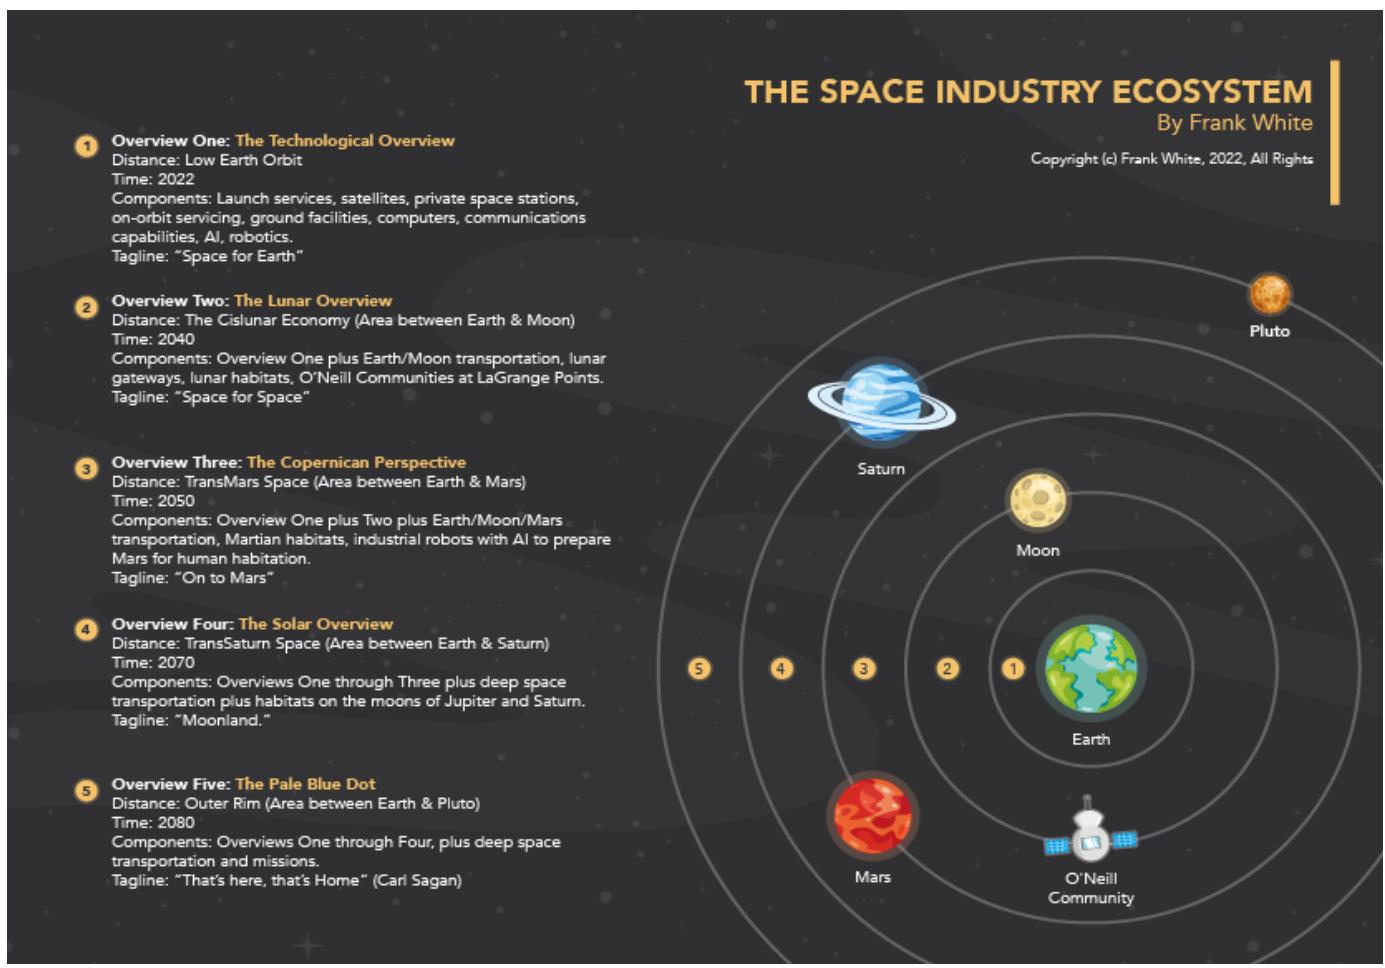 THE SPACE INDUSTRY ECOSYSTEM
By Frank White
Copyright (c) Frank White, 2022, All Rights
1
Overview One: The Technological Overview
Distance: Low Earth Orbit
Time: 2022
Components: Launch services, satellites, private space stations,
on-orbit servicing, ground facilities, computers, communications
capabilities, AI, robotics.
Tagline: “Space for Earth”
2
Overview Two: The Lunar Overview
Distance: The Cislunar Economy (Area between Earth & Moon)
Time: 2040
Components: Overview One plus Earth/Moon transportation, lunar
gateways, lunar habitats, O’Neill Communities at LaGrange Points.
Tagline: “Space for Space”
3
Overview Three: The Copernican Perspective
Distance: TransMars Space (Area between Earth & Mars)
Time: 2050
Components: Overview One plus Two plus Earth/Moon/Mars
transportation, Martian habitats, industrial robots with AI to prepare
Mars for human habitation.
Tagline: “On to Mars”
4
Overview Four: The Solar Overview
Distance: TransSaturn Space (Area between Earth & Saturn)
Time: 2070
Components: Overviews One through Three plus deep space
transportation plus habitats on the moons of Jupiter and Saturn.
Tagline: “Moonland.”
5
Overview Five: The Pale Blue Dot
Distance: Outer Rim (Area between Earth & Pluto)
Time: 2080
Components: Overviews One through Four, plus deep space
transportation and missions.
Tagline: “That’s here, that’s Home” (Carl Sagan)
Pluto
Saturn
Moon
5 4 3 2 1
Earth
Mars
O’Neill
Community